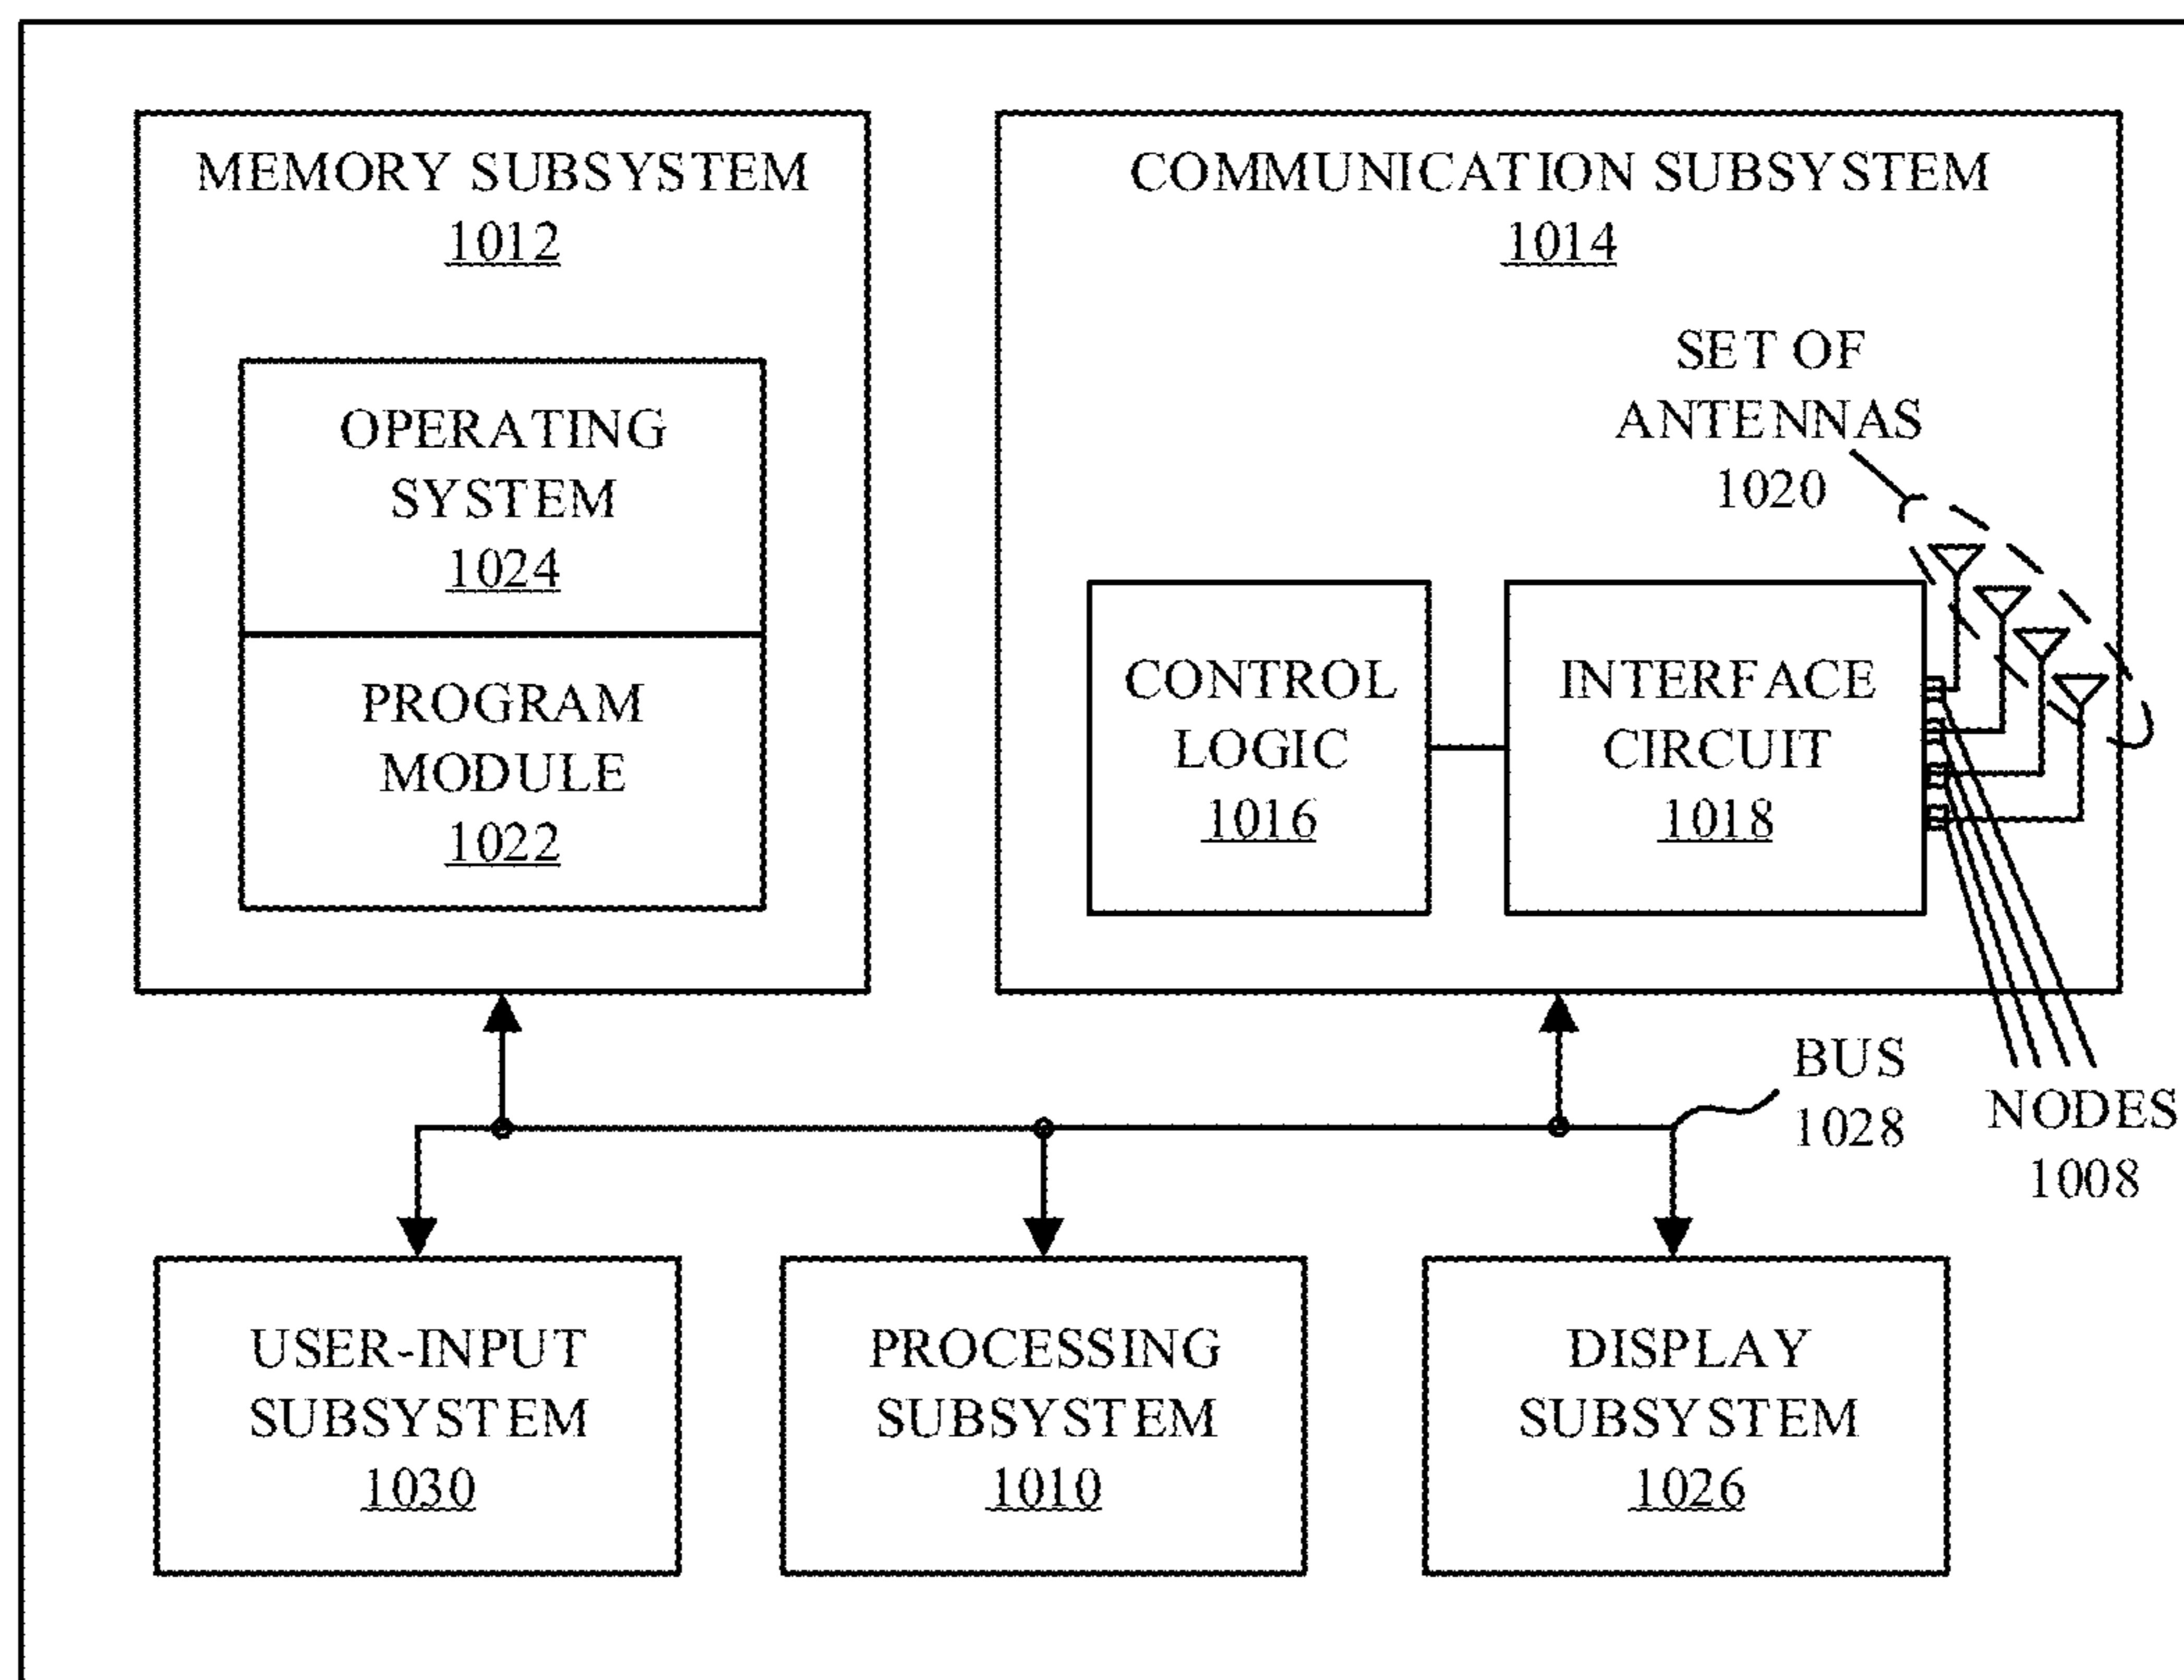 MEMORY SUBSYSTEM
1012
OPERATING
SYSTEM
1024
PROGRAM
MODULE
1022
COMMUNICATION SUBSYSTEM
1014
SET OF
ANTENNAS
1020
CONTROL
LOGIC
1016
INTERFACE
CIRCUIT
1018
BUS
1028
NODES
1008
USER-INPUT
SUBSYSTEM
1030
PROCESSING
SUBSYSTEM
1010
DISPLAY
SUBSYSTEM
1026